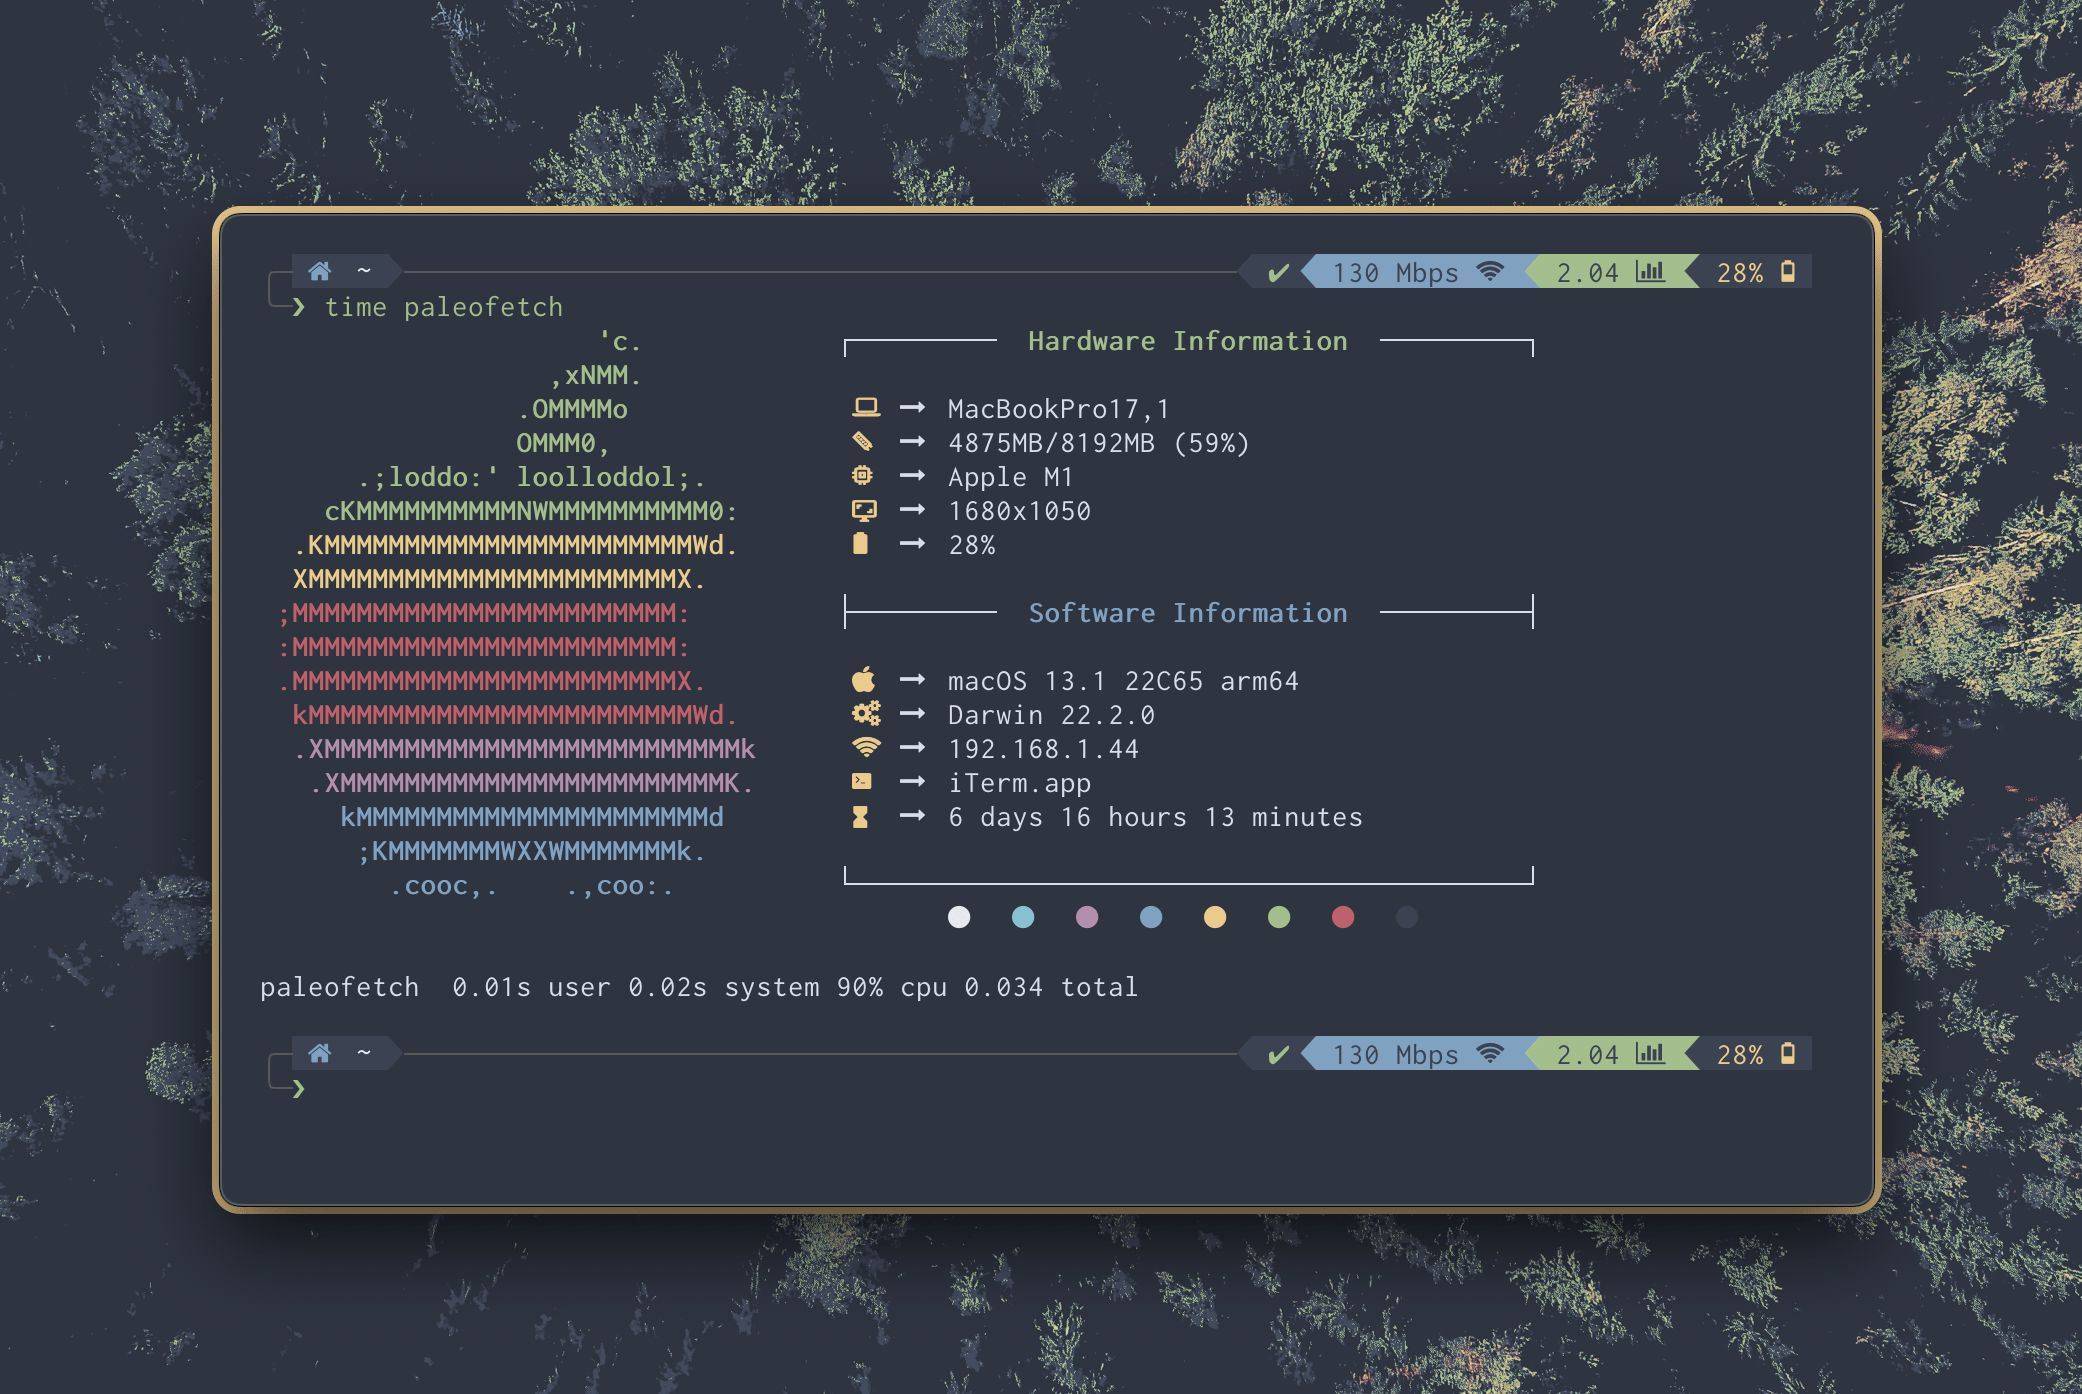 ~ ✔ 130 Mbps 2.04 28%
❯ time paleofetch
'c.
,xNMM.
.OMMMMo
OMMM0,
.;loddo:' loolloddol;.
cKMMMMMMMMMMNWMMMMMMMMMM0:
.KMMMMMMMMMMMMMMMMMMMMMMMWd.
XMMMMMMMMMMMMMMMMMMMMMMMX.
;MMMMMMMMMMMMMMMMMMMMMMMM:
:MMMMMMMMMMMMMMMMMMMMMMMM:
.MMMMMMMMMMMMMMMMMMMMMMMMX.
kMMMMMMMMMMMMMMMMMMMMMMMMWd.
.XMMMMMMMMMMMMMMMMMMMMMMMMMMk
.XMMMMMMMMMMMMMMMMMMMMMMMMK.
kMMMMMMMMMMMMMMMMMMMMMMd
;KMMMMMMMWXXWMMMMMMMk.
.cooc,. .,coo:.
Hardware Information
MacBookPro17,1
4875MB/8192MB (59%)
Apple M1
1680x1050
28%
Software Information
macOS 13.1 22C65 arm64
Darwin 22.2.0
192.168.1.44
iTerm.app
6 days 16 hours 13 minutes
paleofetch 0.01s user 0.02s system 90% cpu 0.034 total
~ ✔ 130 Mbps 2.04 28%
❯